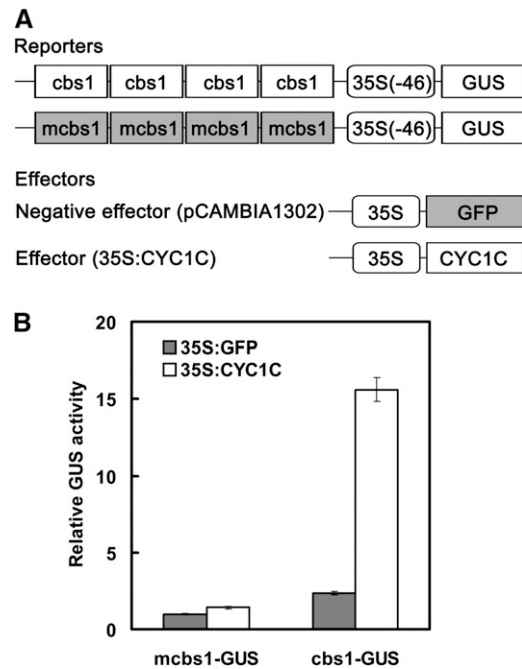 A
Reporters
cbs1 cbs1 cbs1 cbs1 35S(-46) GUS
mcbs1 mcbs1 mcbs1 mcbs1 35S(-46) GUS
Effectors
Negative effector (pCAMBIA1302) 35S GFP
Effector (35S:CYC1C) 35S CYC1C
B
20
15
10
5
0
Relative GUS activity
35S:GFP
35S:CYC1C
mcbs1-GUS cbs1-GUS